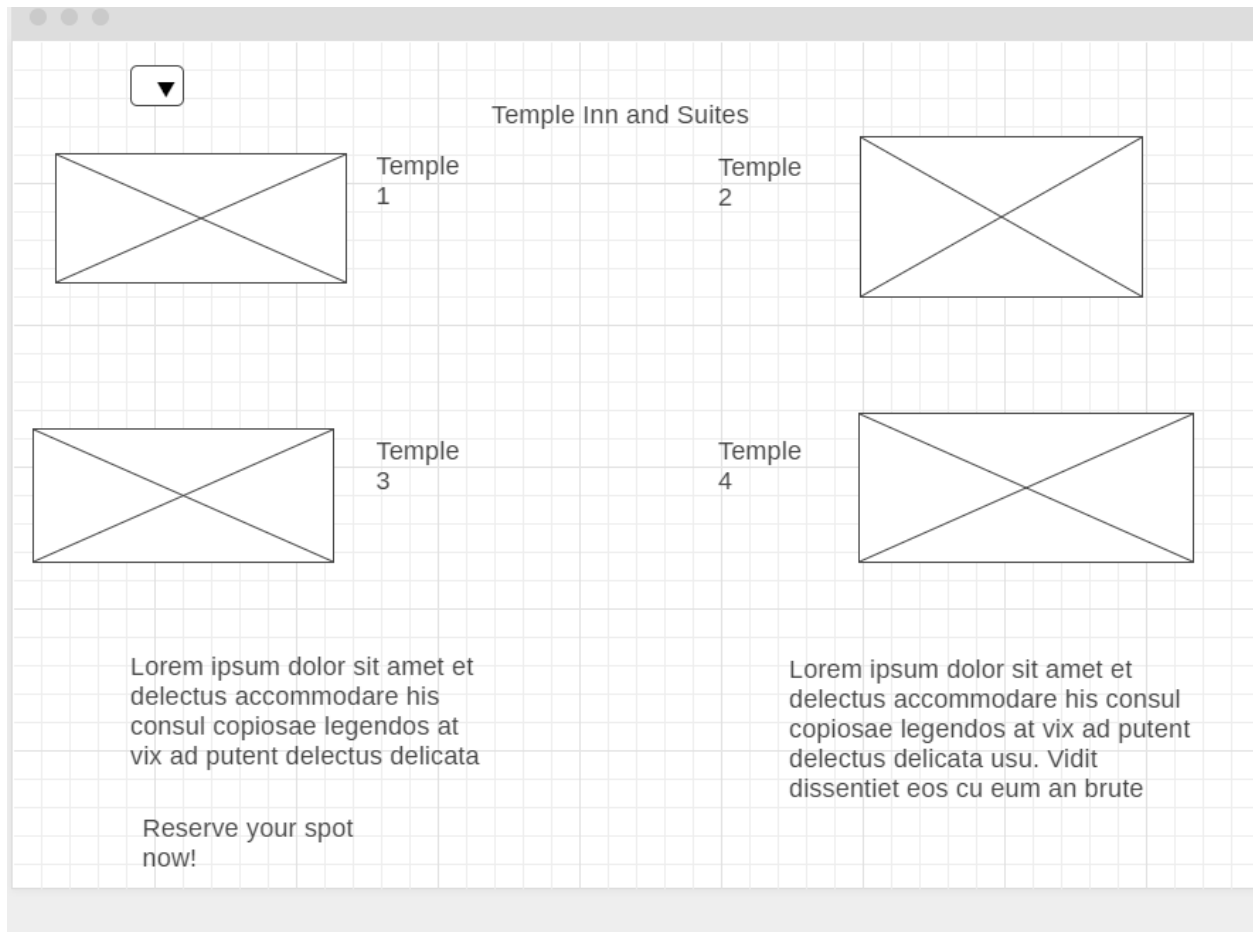 Temple Inn and Suites
Temple
1
Temple
2
Temple
3
Temple
4
Lorem ipsum dolor sit amet et
delectus accommodare his
consul copiosae legendos at
vix ad putent delectus delicata
Lorem ipsum dolor sit amet et
delectus accommodare his consul
copiosae legendos at vix ad putent
delectus delicata usu. Vidit
dissentiet eos cu eum an brute
Reserve your spot
now!